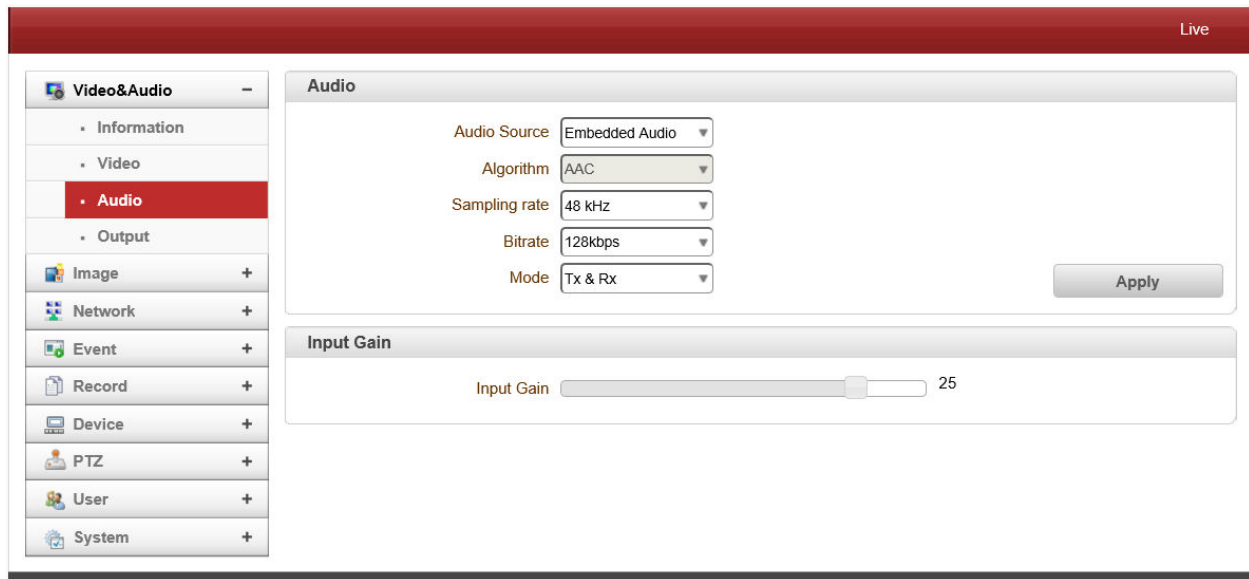 Live
Video&Audio −
Information
Video
Audio
Output
Image +
Network +
Event +
Record +
Device +
PTZ +
User +
System +
Audio
Audio Source Embedded Audio
Algorithm AAC
Sampling rate 48 kHz
Bitrate 128kbps
Mode Tx & Rx
Apply
Input Gain
Input Gain 25